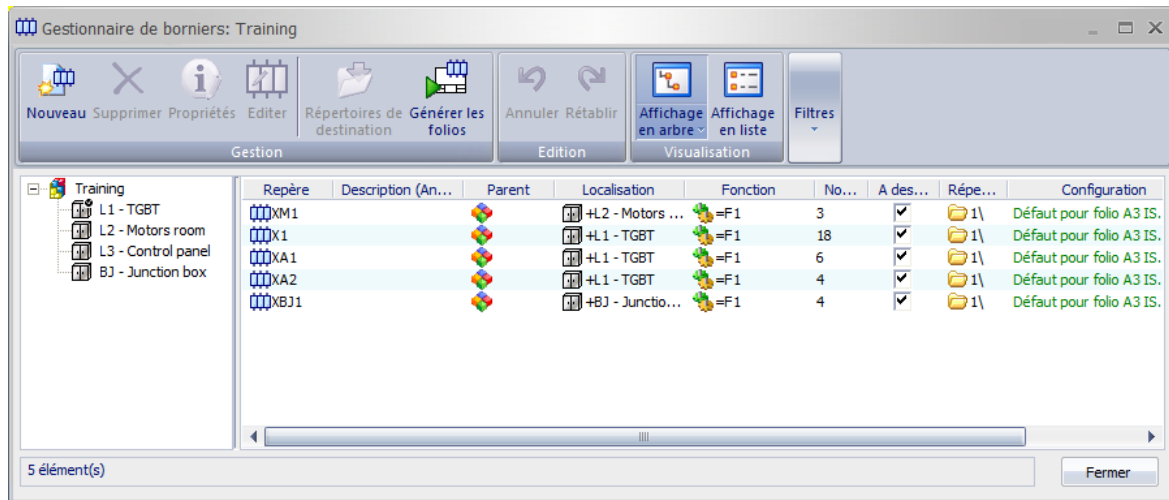 Gestionnaire de borniers: Training
Nouveau Supprimer Propriétés Editer Répertoires de destination Générer les folios Annuler Rétablir Affichage en arbre Affichage en liste Filtres
Gestion Edition Visualisation
Training
L1 - TGBT
L2 - Motors room
L3 - Control panel
BJ - Junction box
Repère Description (An... Parent Localisation Fonction No... A des... Répe... Configuration
XM1 +L2 - Motors ... =F1 3 1\ Défaut pour folio A3 IS.
X1 +L1 - TGBT =F1 18 1\ Défaut pour folio A3 IS.
XA1 +L1 - TGBT =F1 6 1\ Défaut pour folio A3 IS.
XA2 +L1 - TGBT =F1 4 1\ Défaut pour folio A3 IS.
XBJ1 +BJ - Junctio... =F1 4 1\ Défaut pour folio A3 IS.
5 élément(s)
Fermer